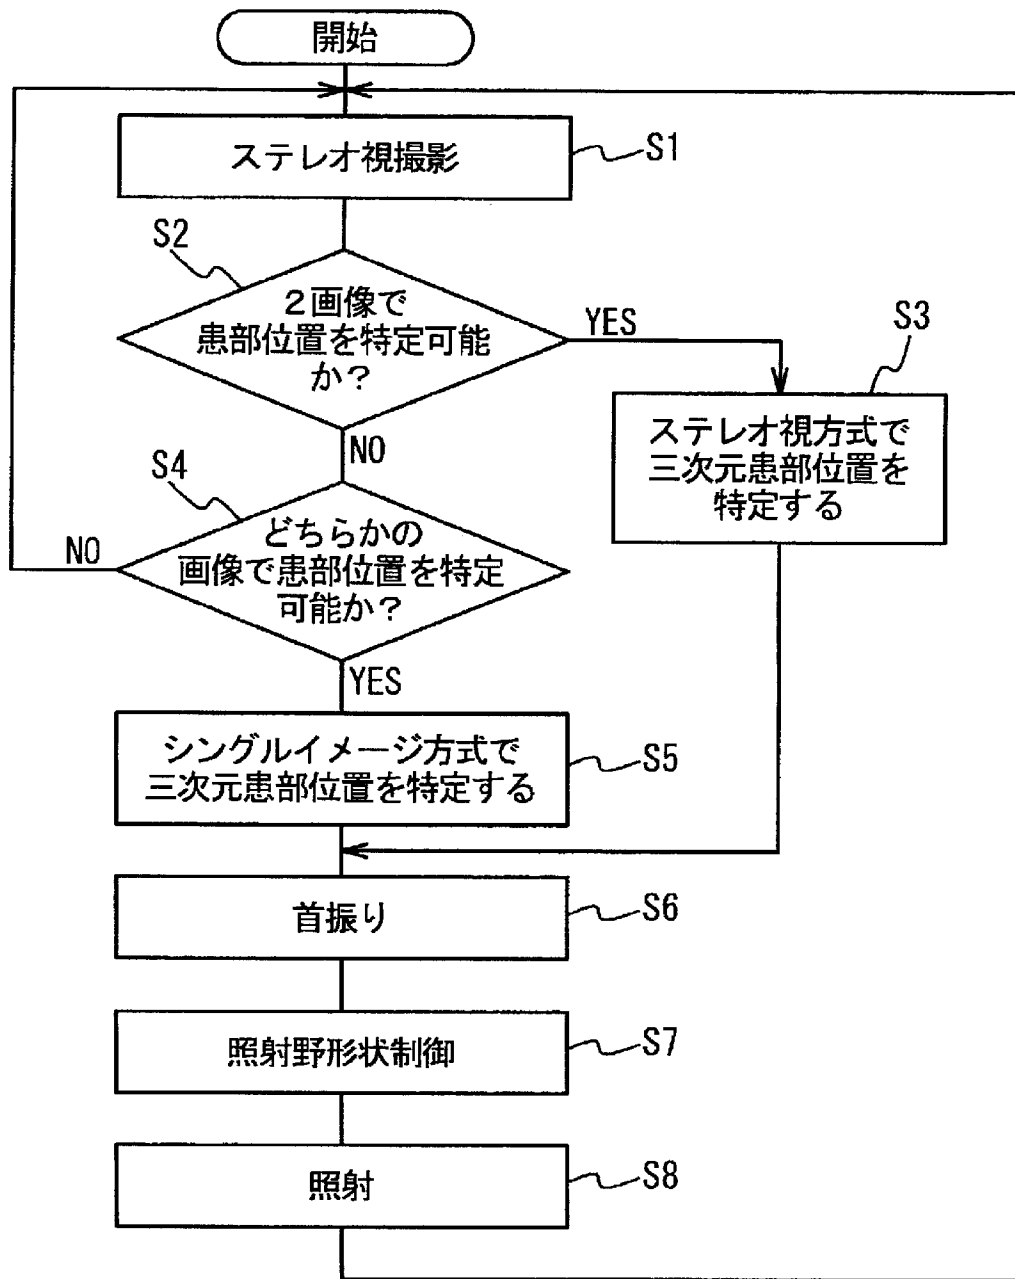 開始
ステレオ視撮影
S1
S2
2画像で
患部位置を特定可能
か?
YES
S3
ステレオ視方式で
三次元患部位置を
特定する
NO
S4
どちらかの
画像で患部位置を特定
可能か?
NO
YES
シングルイメージ方式で
三次元患部位置を特定する
S5
首振り
S6
照射野形状制御
S7
照射
S8